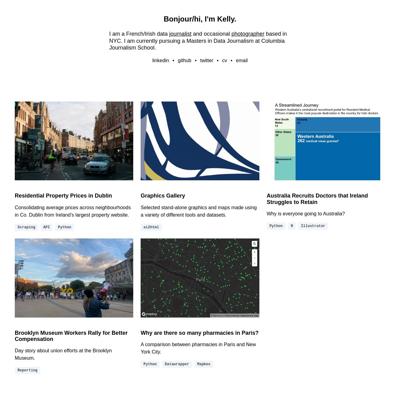 Bonjour/hi, I'm Kelly.
I am a French/Irish data journalist and occasional photographer based in
NYC. I am currently pursuing a Masters in Data Journalism at Columbia
Journalism School.
linkedin • github • twitter • cv • email
A Streamlined Journey
Western Australia
262
Residential Property Prices in Dublin
Consolidating average prices across neighbourhoods
in Co. Dublin from Ireland's largest property website.
Scraping API Python
Graphics Gallery
Selected stand-alone graphics and maps made using
a variety of different tools and datasets.
ai2html
Australia Recruits Doctors that Ireland
Struggles to Retain
Why is everyone going to Australia?
Python R Illustrator
Brooklyn Museum Workers Rally for Better
Compensation
Day story about union efforts at the Brooklyn
Museum.
Reporting
Why are there so many pharmacies in Paris?
A comparison between pharmacies in Paris and New
York City.
Python Datawrapper Mapbox